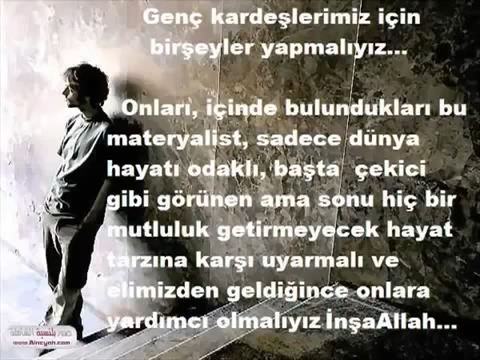 Genç kardeşlerimiz için
birşeyler yapmalıyız...
Onları, içinde bulundukları bu
materyalist, sadece dünya
hayatı odaklı, başta çekici
gibi görünen ama sonu hiç bir
mutluluk getirmeyecek hayat
tarzına karşı uyarmalı ve
elimizden geldiğince onlara
yardımcı olmalıyız İnşaAllah...